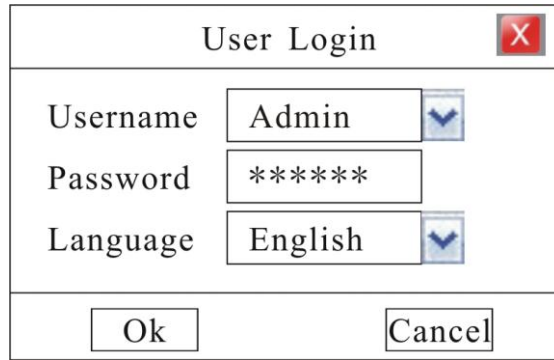 User Login X
Username Admin
Password ******
Language English
Ok Cancel